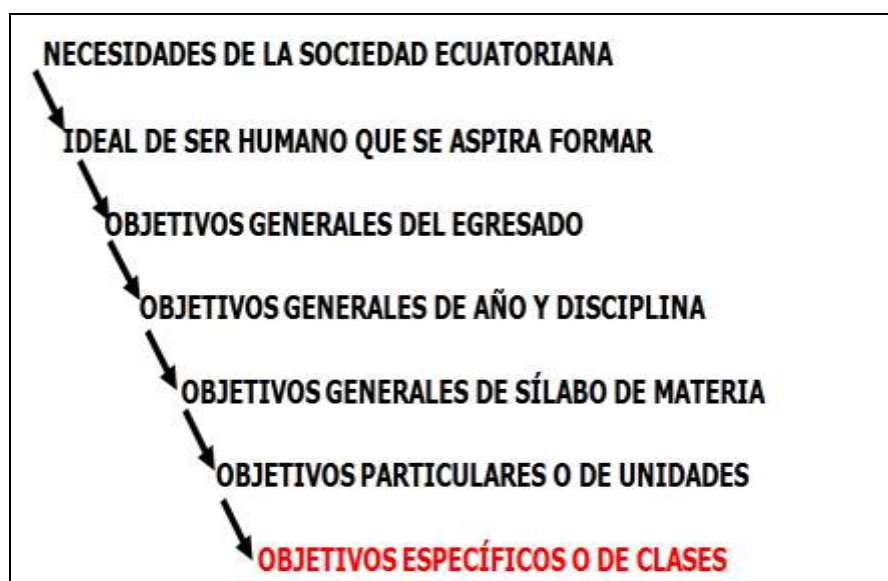 NECESIDADES DE LA SOCIEDAD ECUATORIANA
IDEAL DE SER HUMANO QUE SE ASPIRA FORMAR
OBJETIVOS GENERALES DEL EGRESADO
OBJETIVOS GENERALES DE AÑO Y DISCIPLINA
OBJETIVOS GENERALES DE SÍLABO DE MATERIA
OBJETIVOS PARTICULARES O DE UNIDADES
OBJETIVOS ESPECÍFICOS O DE CLASES